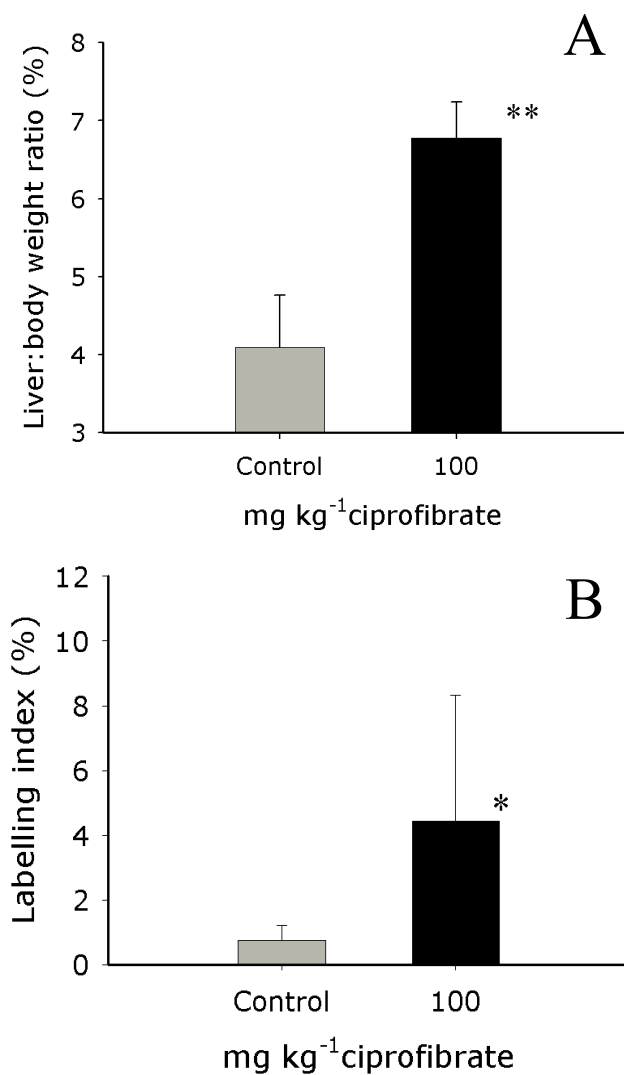 A
Liver:body weight ratio (%)
8
7
6
5
4
3
**
Control 100
mg kg⁻¹ciprofibrate
B
Labelling index (%)
12
10
8
6
4
2
0
*
Control 100
mg kg⁻¹ciprofibrate